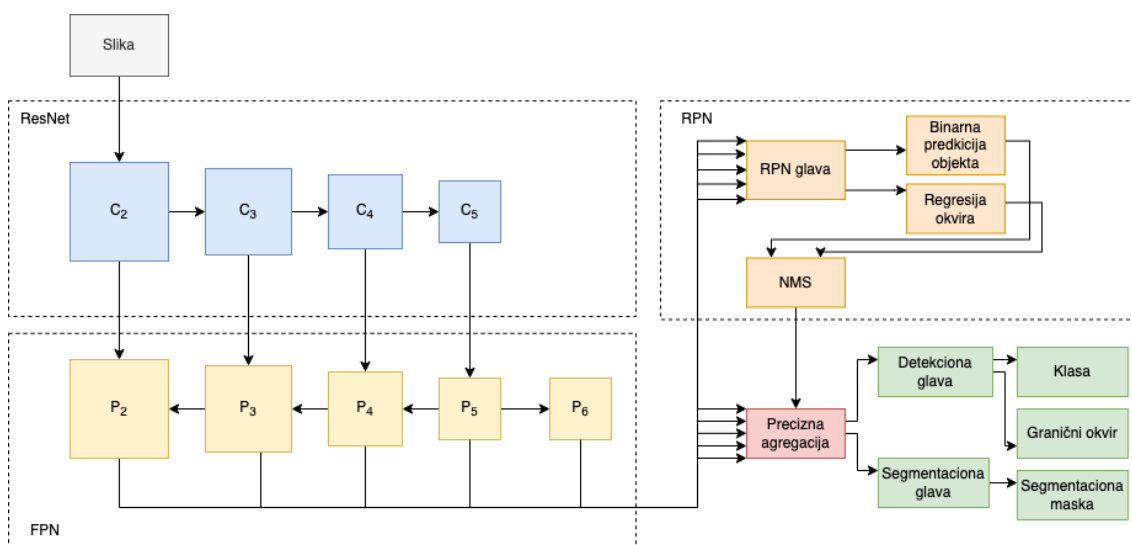 Slika
ResNet
C2
C3
C4
C5
P2
P3
P4
P5
P6
FPN
RPN
RPN glava
Binarna
predkicija
objekta
Regresija
okvira
NMS
Precizna
agregacija
Detekciona
glava
Klasa
Granični okvir
Segmentaciona
glava
Segmentaciona
maska